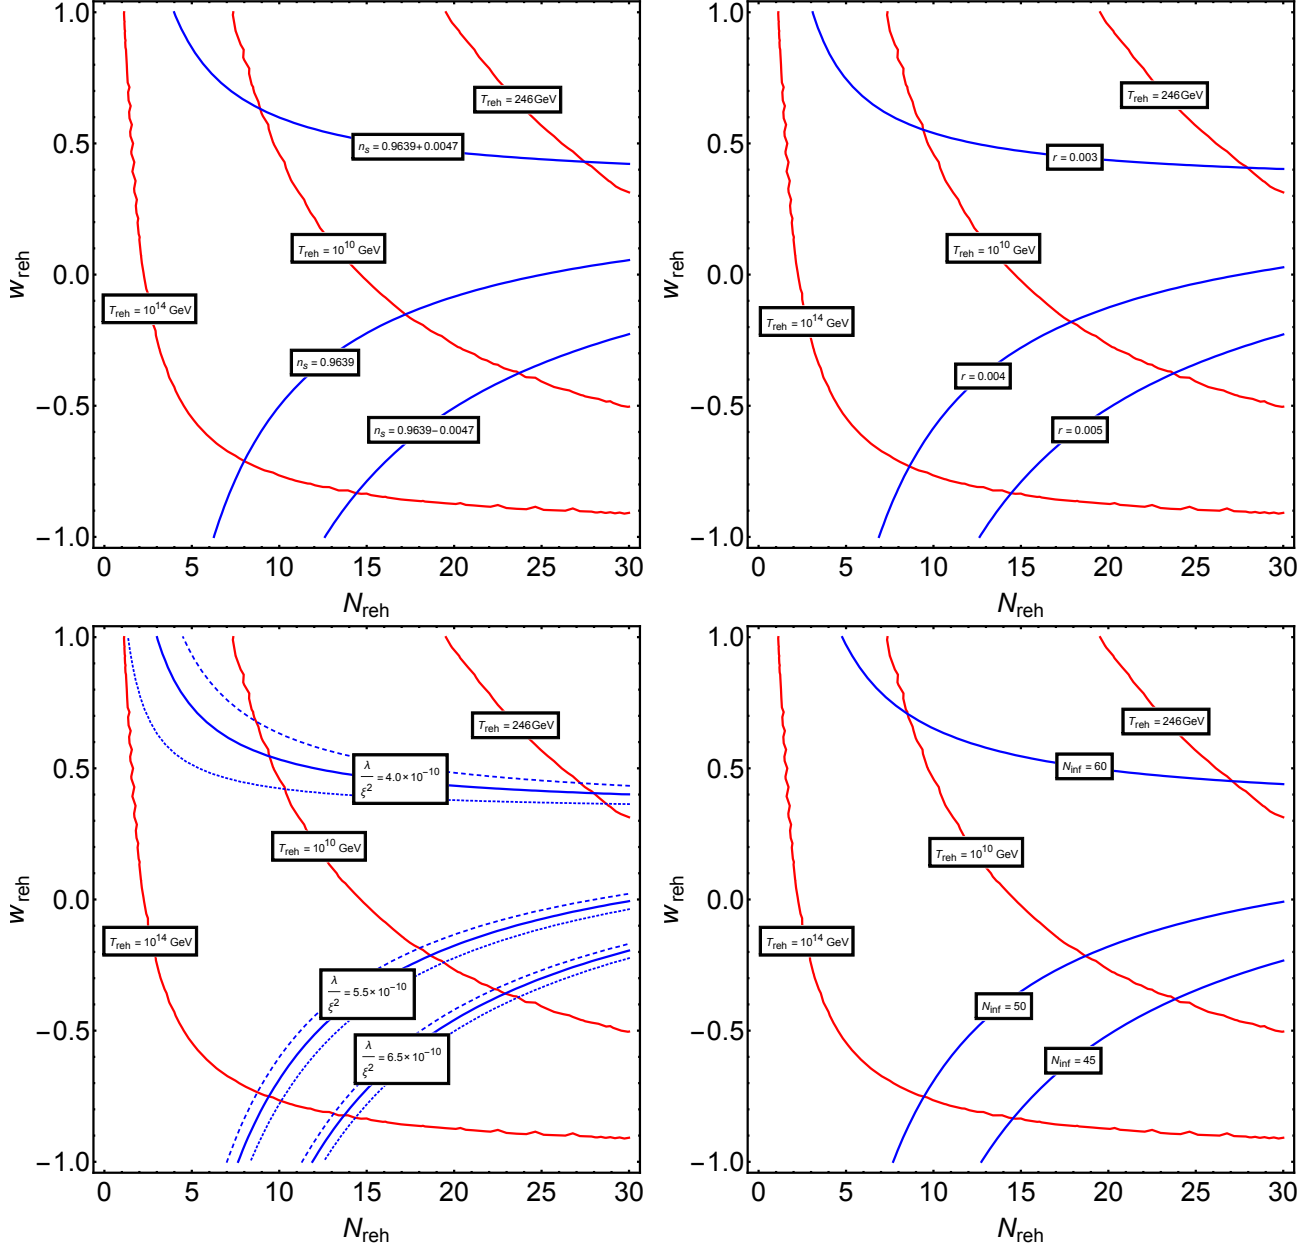 1.0
0.5
0.0
−0.5
−1.0
w_reh
T_reh = 246 GeV
n_s = 0.9639+0.0047
T_reh = 10^10 GeV
T_reh = 10^14 GeV
n_s = 0.9639
n_s = 0.9639−0.0047
0 5 10 15 20 25 30
N_reh
1.0
0.5
0.0
−0.5
−1.0
w_reh
T_reh = 246 GeV
r = 0.003
T_reh = 10^10 GeV
T_reh = 10^14 GeV
r = 0.004
r = 0.005
0 5 10 15 20 25 30
N_reh
1.0
0.5
0.0
−0.5
−1.0
w_reh
T_reh = 246 GeV
λ/ξ^2 = 4.0×10^−10
T_reh = 10^10 GeV
T_reh = 10^14 GeV
λ/ξ^2 = 5.5×10^−10
λ/ξ^2 = 6.5×10^−10
0 5 10 15 20 25 30
N_reh
1.0
0.5
0.0
−0.5
−1.0
w_reh
T_reh = 246 GeV
N_inf = 60
T_reh = 10^10 GeV
T_reh = 10^14 GeV
N_inf = 50
N_inf = 45
0 5 10 15 20 25 30
N_reh